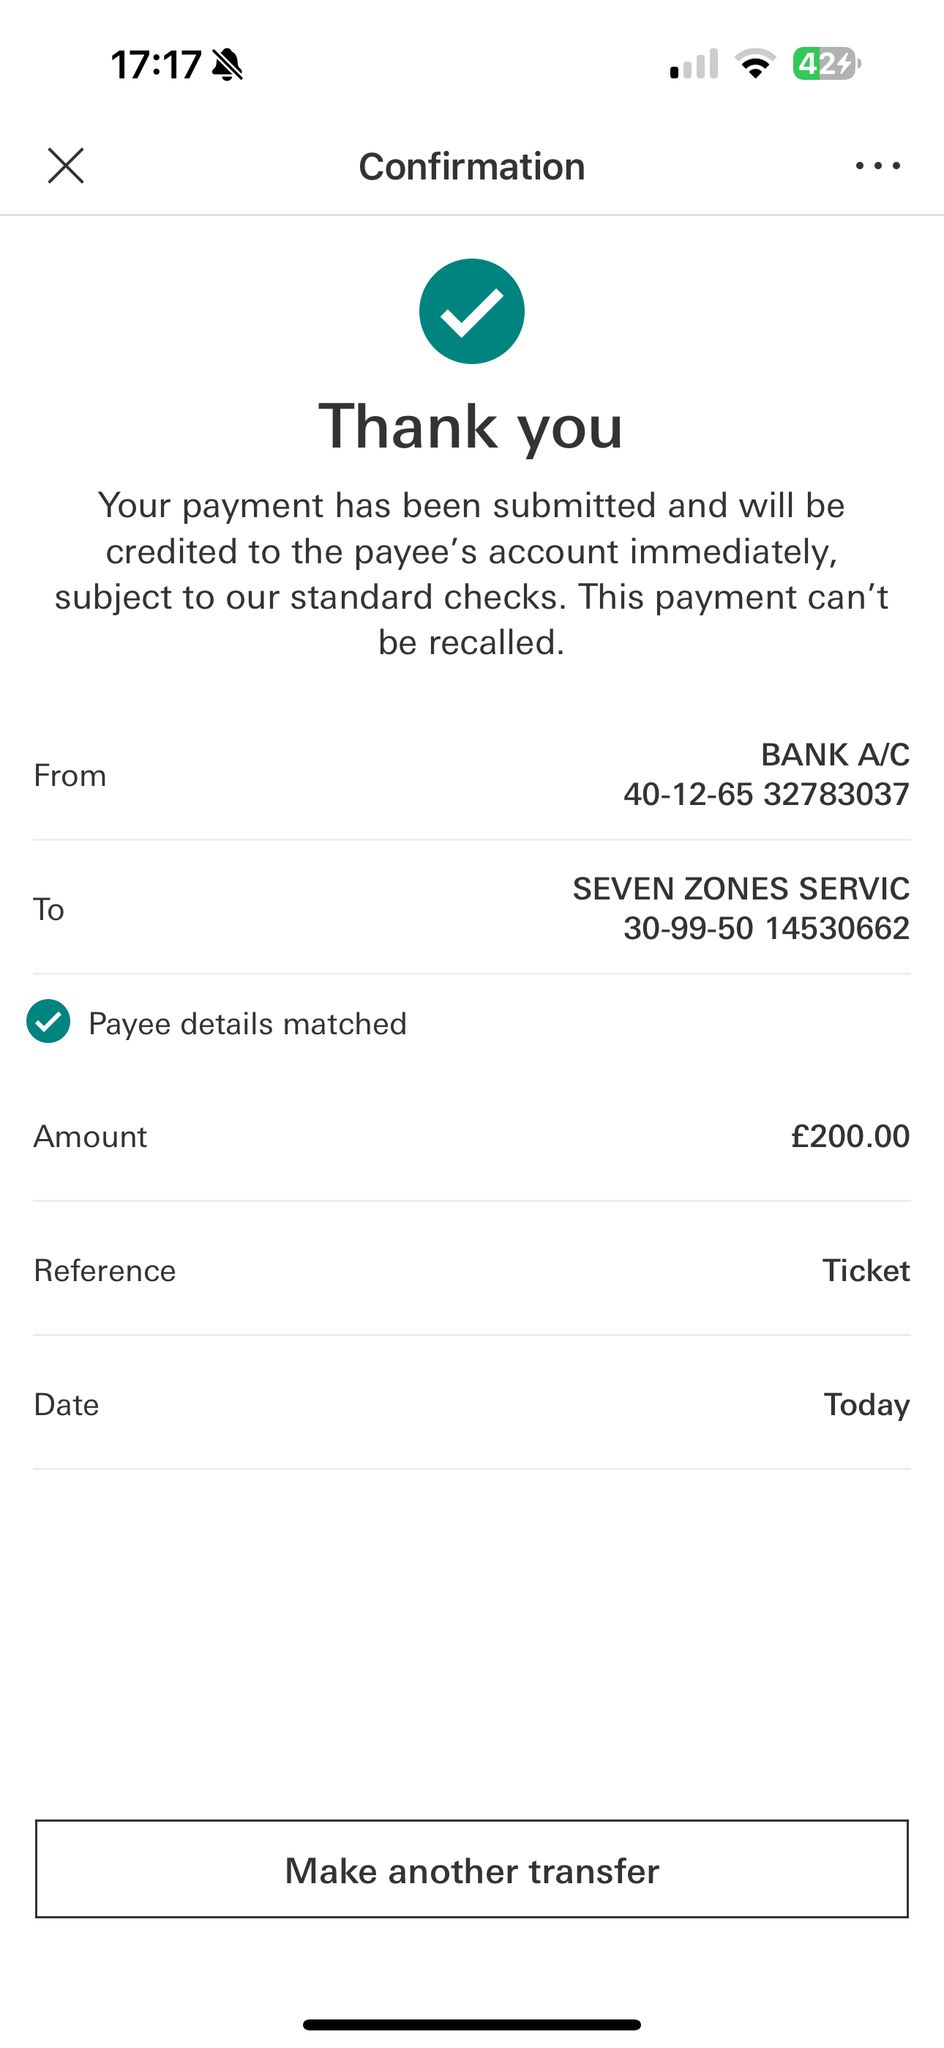 17:17
42
Confirmation
Thank you
Your payment has been submitted and will be
credited to the payee’s account immediately,
subject to our standard checks. This payment can’t
be recalled.
From
BANK A/C
40-12-65 32783037
To
SEVEN ZONES SERVIC
30-99-50 14530662
Payee details matched
Amount
£200.00
Reference
Ticket
Date
Today
Make another transfer